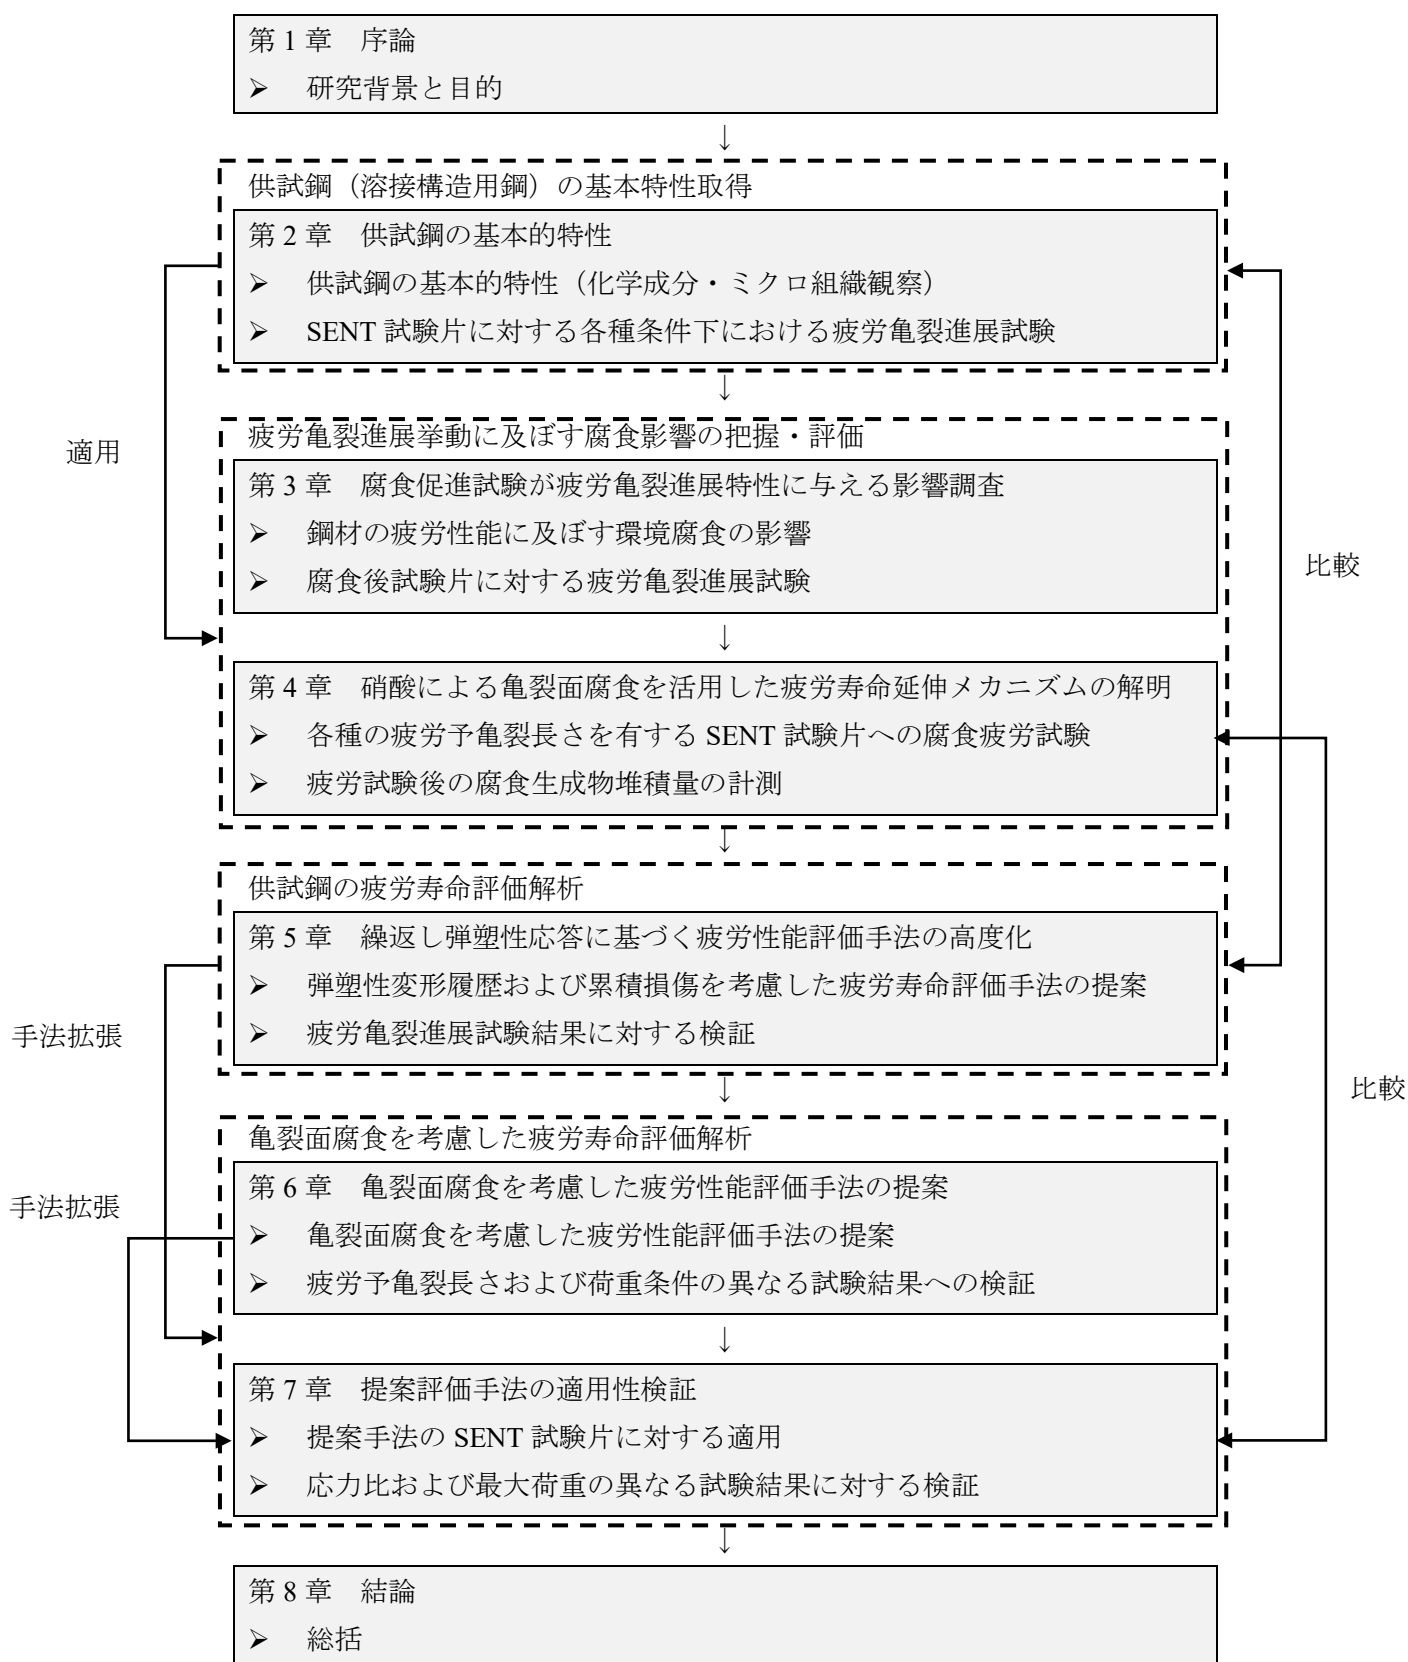 第 1 章　序論
➢ 研究背景と目的
↓
供試鋼（溶接構造用鋼）の基本特性取得
第 2 章　供試鋼の基本的特性
➢ 供試鋼の基本的特性（化学成分・ミクロ組織観察）
➢ SENT 試験片に対する各種条件下における疲労亀裂進展試験
↓
適用
疲労亀裂進展挙動に及ぼす腐食影響の把握・評価
第 3 章　腐食促進試験が疲労亀裂進展特性に与える影響調査
➢ 鋼材の疲労性能に及ぼす環境腐食の影響
➢ 腐食後試験片に対する疲労亀裂進展試験
比較
↓
第 4 章　硝酸による亀裂面腐食を活用した疲労寿命延伸メカニズムの解明
➢ 各種の疲労予亀裂長さを有する SENT 試験片への腐食疲労試験
➢ 疲労試験後の腐食生成物堆積量の計測
↓
供試鋼の疲労寿命評価解析
第 5 章　繰返し弾塑性応答に基づく疲労性能評価手法の高度化
➢ 弾塑性変形履歴および累積損傷を考慮した疲労寿命評価手法の提案
➢ 疲労亀裂進展試験結果に対する検証
手法拡張
↓
比較
亀裂面腐食を考慮した疲労寿命評価解析
第 6 章　亀裂面腐食を考慮した疲労性能評価手法の提案
手法拡張
➢ 亀裂面腐食を考慮した疲労性能評価手法の提案
➢ 疲労予亀裂長さおよび荷重条件の異なる試験結果への検証
↓
第 7 章　提案評価手法の適用性検証
➢ 提案手法の SENT 試験片に対する適用
➢ 応力比および最大荷重の異なる試験結果に対する検証
↓
第 8 章　結論
➢ 総括